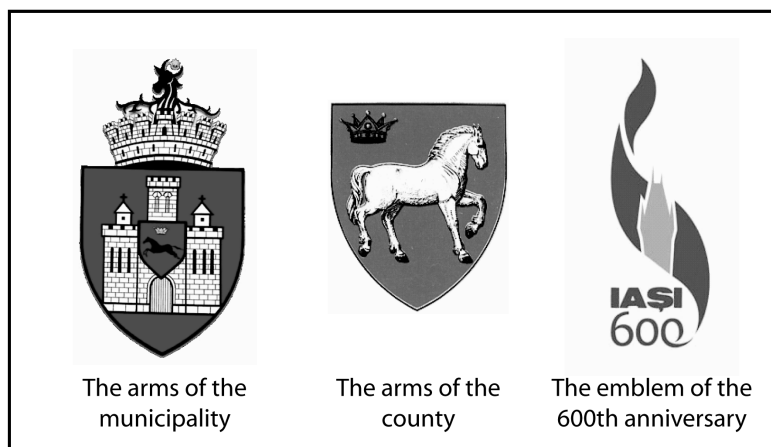 IAȘI
600
The arms of the
municipality
The arms of the
county
The emblem of the
600th anniversary